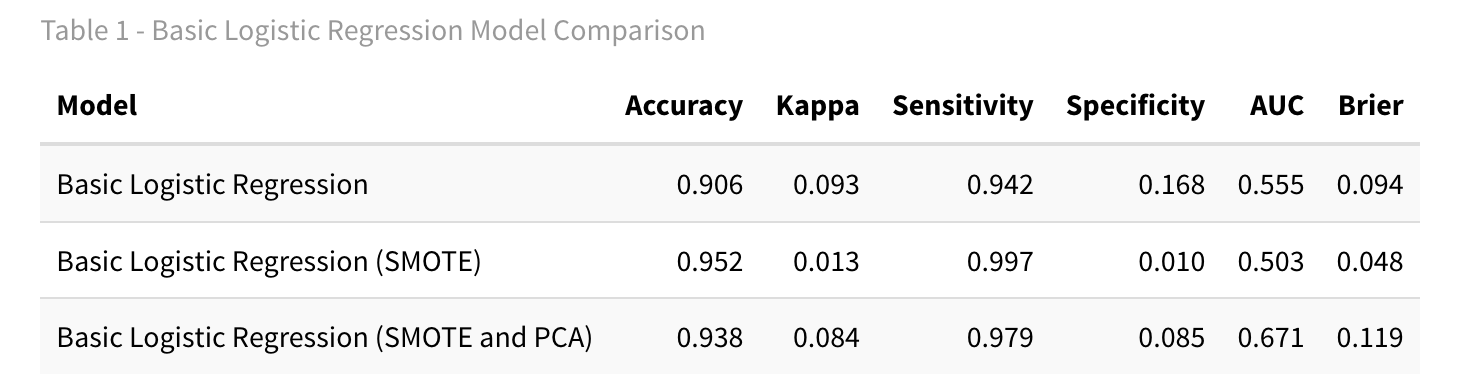 Table 1 - Basic Logistic Regression Model Comparison
Model Accuracy Kappa Sensitivity Specificity AUC Brier
Basic Logistic Regression 0.906 0.093 0.942 0.168 0.555 0.094
Basic Logistic Regression (SMOTE) 0.952 0.013 0.997 0.010 0.503 0.048
Basic Logistic Regression (SMOTE and PCA) 0.938 0.084 0.979 0.085 0.671 0.119